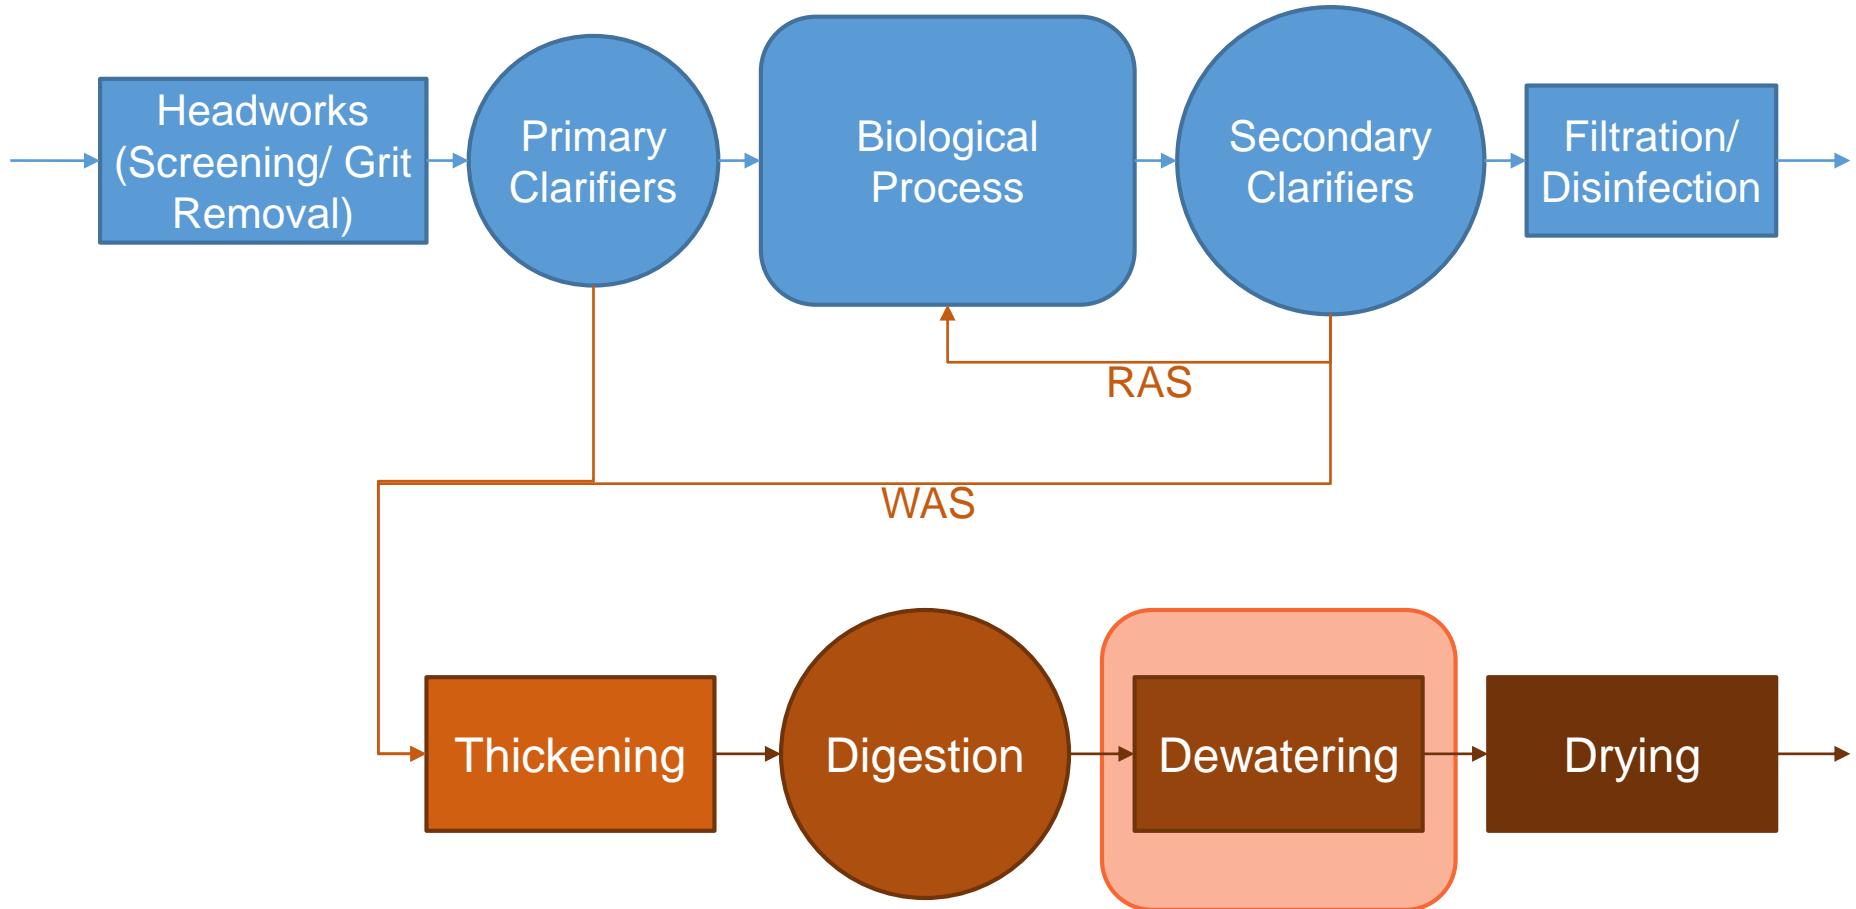 Headworks
(Screening/ Grit
Removal)
Primary
Clarifiers
Biological
Process
Secondary
Clarifiers
Filtration/
Disinfection
RAS
WAS
Thickening
Digestion
Dewatering
Drying